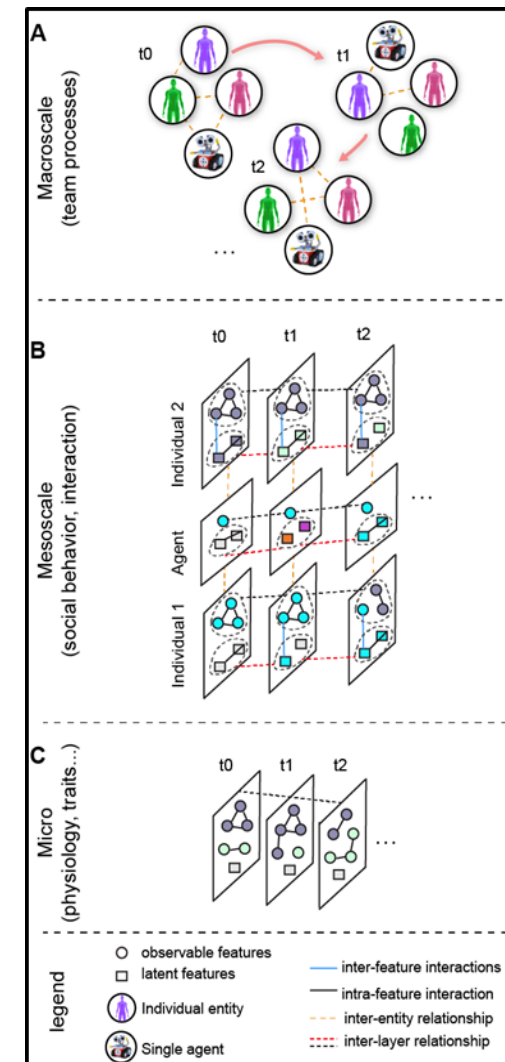 A
t0
t1
t2
...
Macroscale
(team processes)
B
t0
t1
t2
Individual 2
Agent
Individual 1
...
Mesoscale
(social behavior, interaction)
C
t0
t1
t2
...
Micro
(physiology, traits...)
legend
observable features
latent features
Individual entity
Single agent
inter-feature interactions
intra-feature interaction
inter-entity relationship
inter-layer relationship